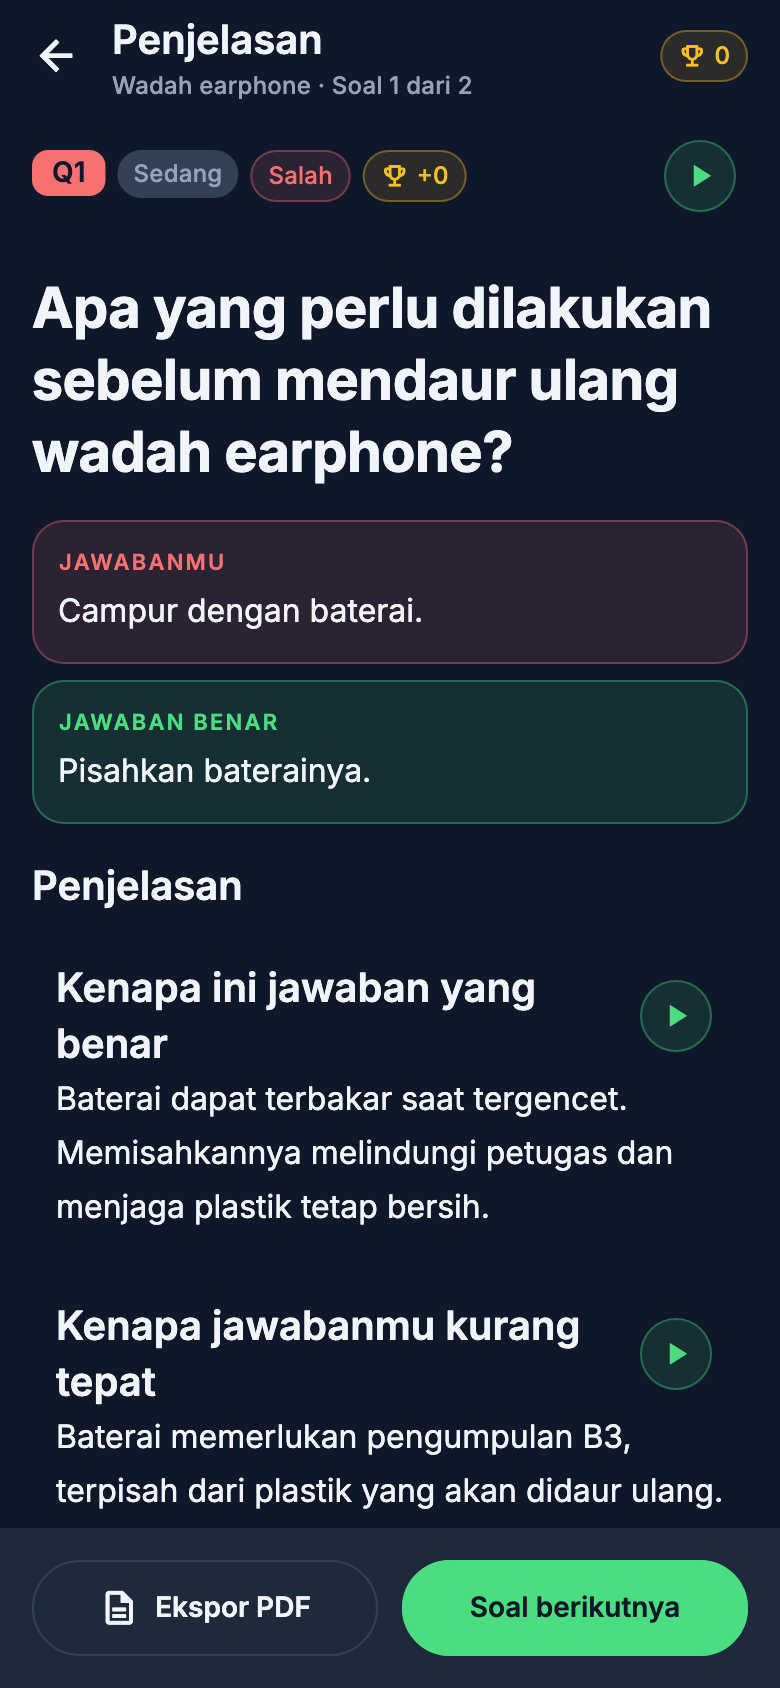 Penjelasan
Wadah earphone · Soal 1 dari 2
0
Q1
Sedang
Salah
+0
Apa yang perlu dilakukan
sebelum mendaur ulang
wadah earphone?
JAWABANMU
Campur dengan baterai.
JAWABAN BENAR
Pisahkan baterainya.
Penjelasan
Kenapa ini jawaban yang
benar
Baterai dapat terbakar saat tergencet.
Memisahkannya melindungi petugas dan
menjaga plastik tetap bersih.
Kenapa jawabanmu kurang
tepat
Baterai memerlukan pengumpulan B3,
terpisah dari plastik yang akan didaur ulang.
Ekspor PDF
Soal berikutnya